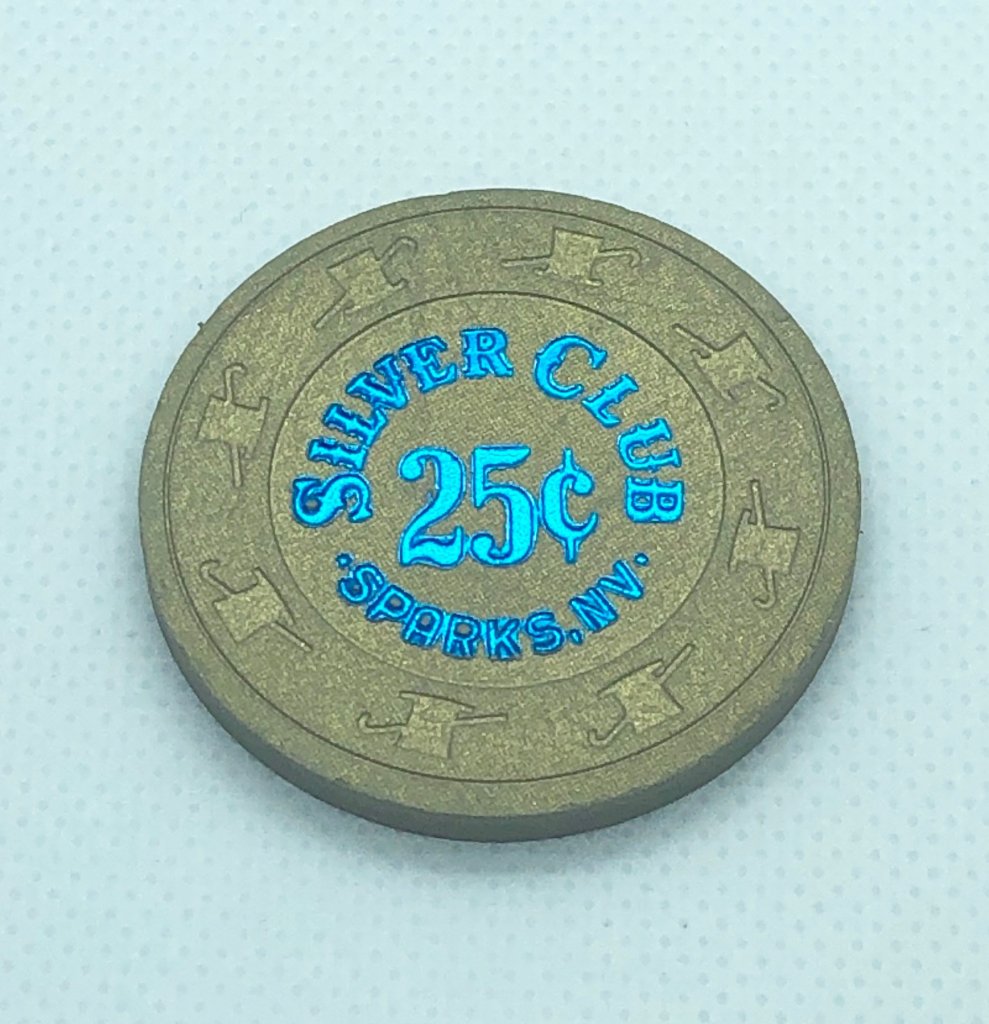 SILVER CLUB
25¢
·SPARKS, NV·